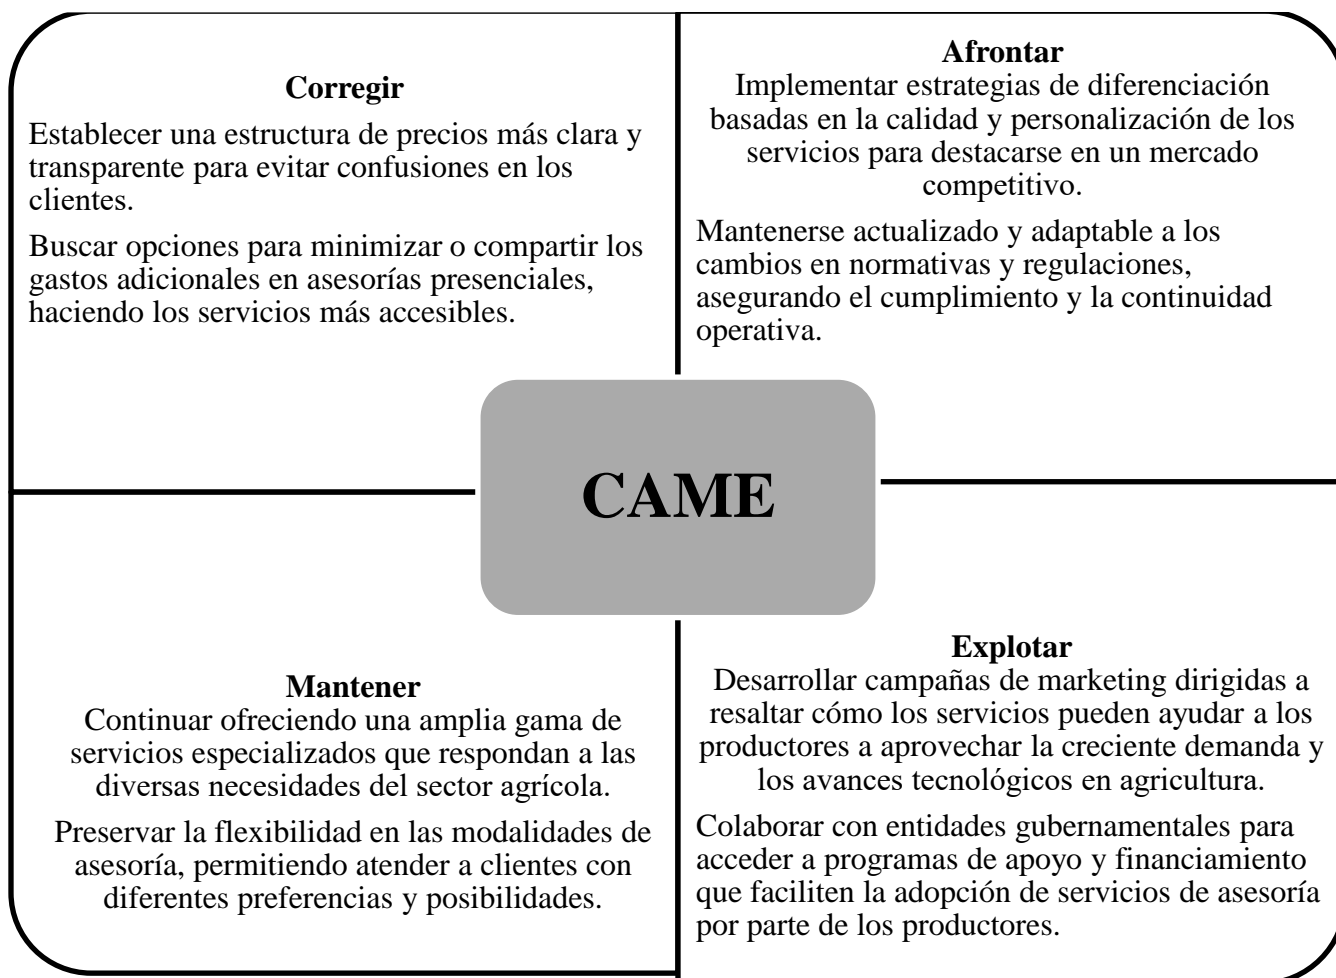 Corregir
Establecer una estructura de precios más clara y
transparente para evitar confusiones en los
clientes.
Buscar opciones para minimizar o compartir los
gastos adicionales en asesorías presenciales,
haciendo los servicios más accesibles.
Afrontar
Implementar estrategias de diferenciación
basadas en la calidad y personalización de los
servicios para destacarse en un mercado
competitivo.
Mantenerse actualizado y adaptable a los
cambios en normativas y regulaciones,
asegurando el cumplimiento y la continuidad
operativa.
CAME
Mantener
Continuar ofreciendo una amplia gama de
servicios especializados que respondan a las
diversas necesidades del sector agrícola.
Preservar la flexibilidad en las modalidades de
asesoría, permitiendo atender a clientes con
diferentes preferencias y posibilidades.
Explotar
Desarrollar campañas de marketing dirigidas a
resaltar cómo los servicios pueden ayudar a los
productores a aprovechar la creciente demanda y
los avances tecnológicos en agricultura.
Colaborar con entidades gubernamentales para
acceder a programas de apoyo y financiamiento
que faciliten la adopción de servicios de asesoría
por parte de los productores.